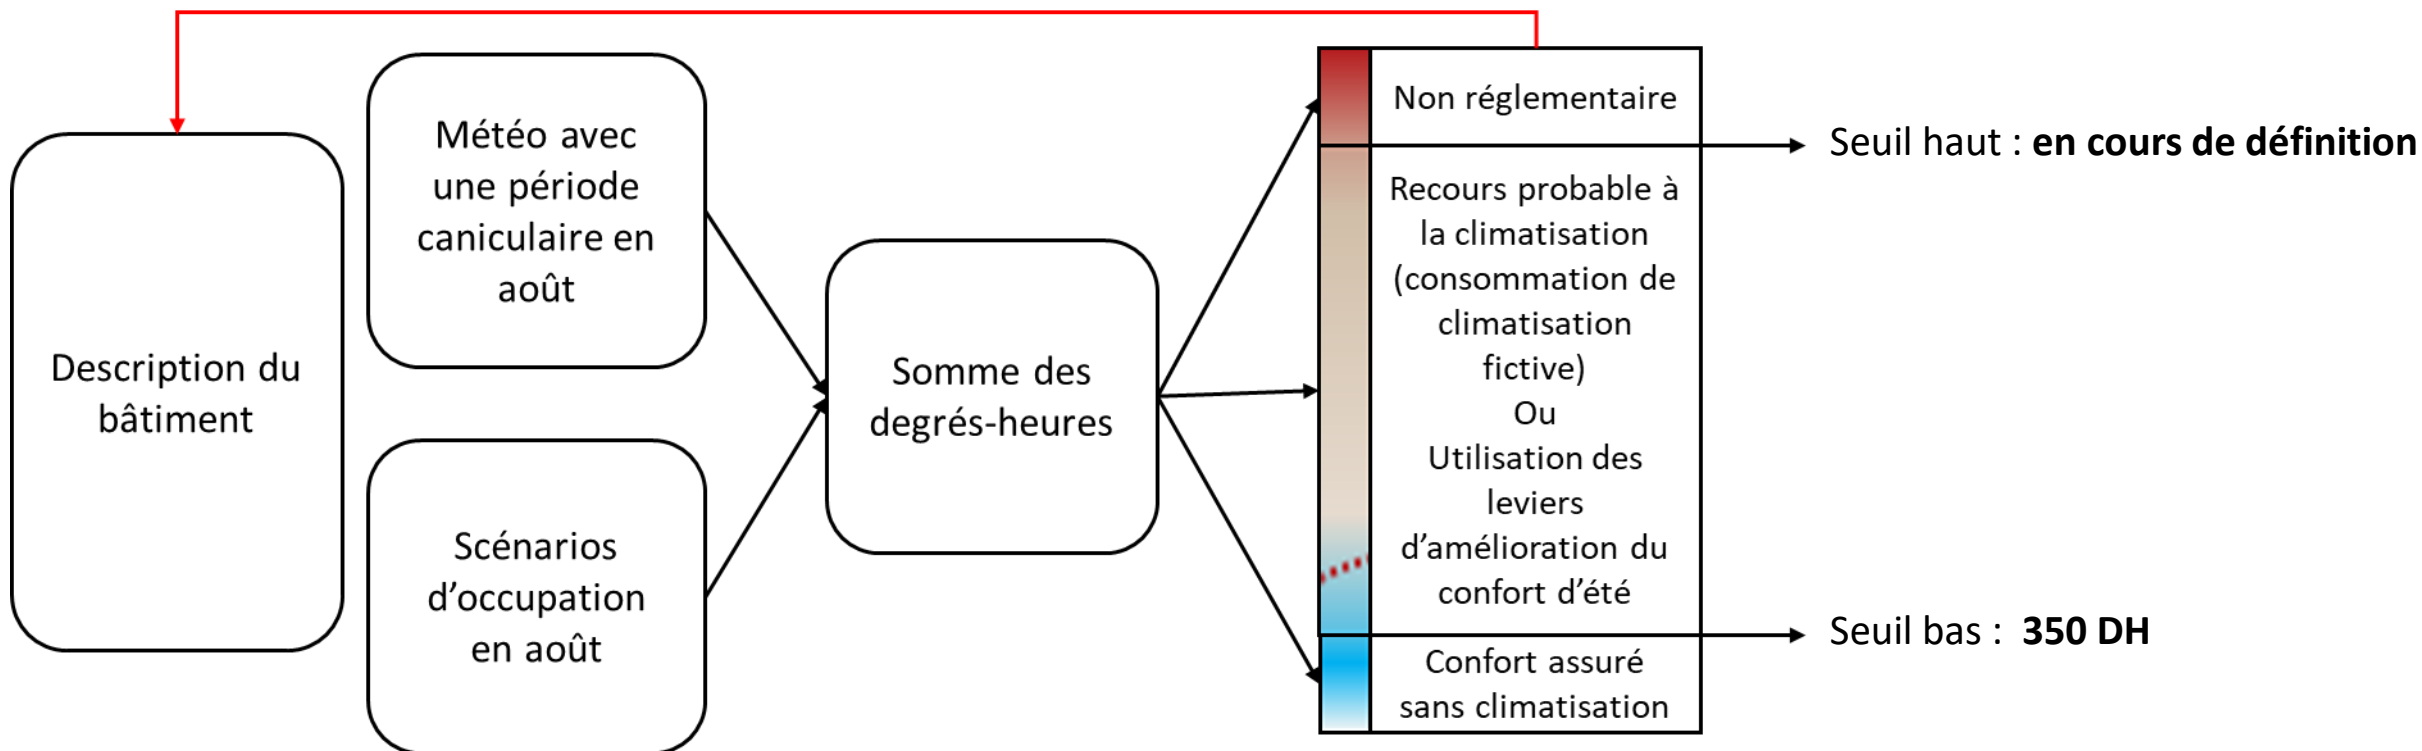 Description du
bâtiment
Météo avec
une période
caniculaire en
août
Scénarios
d’occupation
en août
Somme des
degrés-heures
Non réglementaire
Recours probable à
la climatisation
(consommation de
climatisation
fictive)
Ou
Utilisation des
leviers
d’amélioration du
confort d’été
Confort assuré
sans climatisation
Seuil haut : en cours de définition
Seuil bas : 350 DH